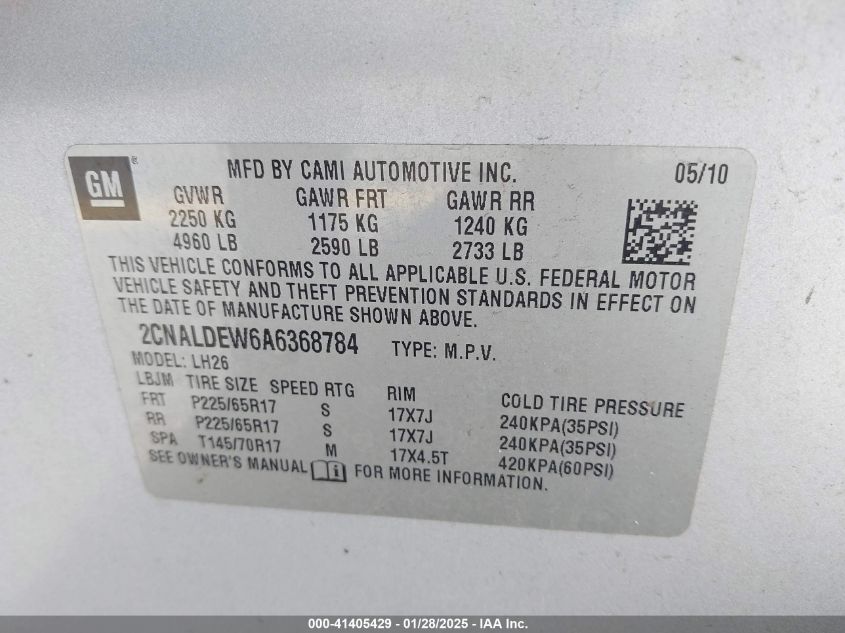 GM ® MFD BY CAMI AUTOMOTIVE INC. 05/10
GVWR GAWR FRT GAWR RR
2250 KG 1175 KG 1240 KG
4960 LB 2590 LB 2733 LB
THIS VEHICLE CONFORMS TO ALL APPLICABLE U.S. FEDERAL MOTOR
VEHICLE SAFETY AND THEFT PREVENTION STANDARDS IN EFFECT ON
THE DATE OF MANUFACTURE SHOWN ABOVE.
2CNALDEW6A6368784 TYPE: M.P.V.
MODEL: LH26
LBJM TIRE SIZE SPEED RTG RIM COLD TIRE PRESSURE
FRT P225/65R17 S 17X7J 240KPA(35PSI)
RR P225/65R17 S 17X7J 240KPA(35PSI)
SPA T145/70R17 M 17X4.5T 420KPA(60PSI)
SEE OWNER'S MANUAL FOR MORE INFORMATION.
000-41405429 - 01/28/2025 - IAA Inc.